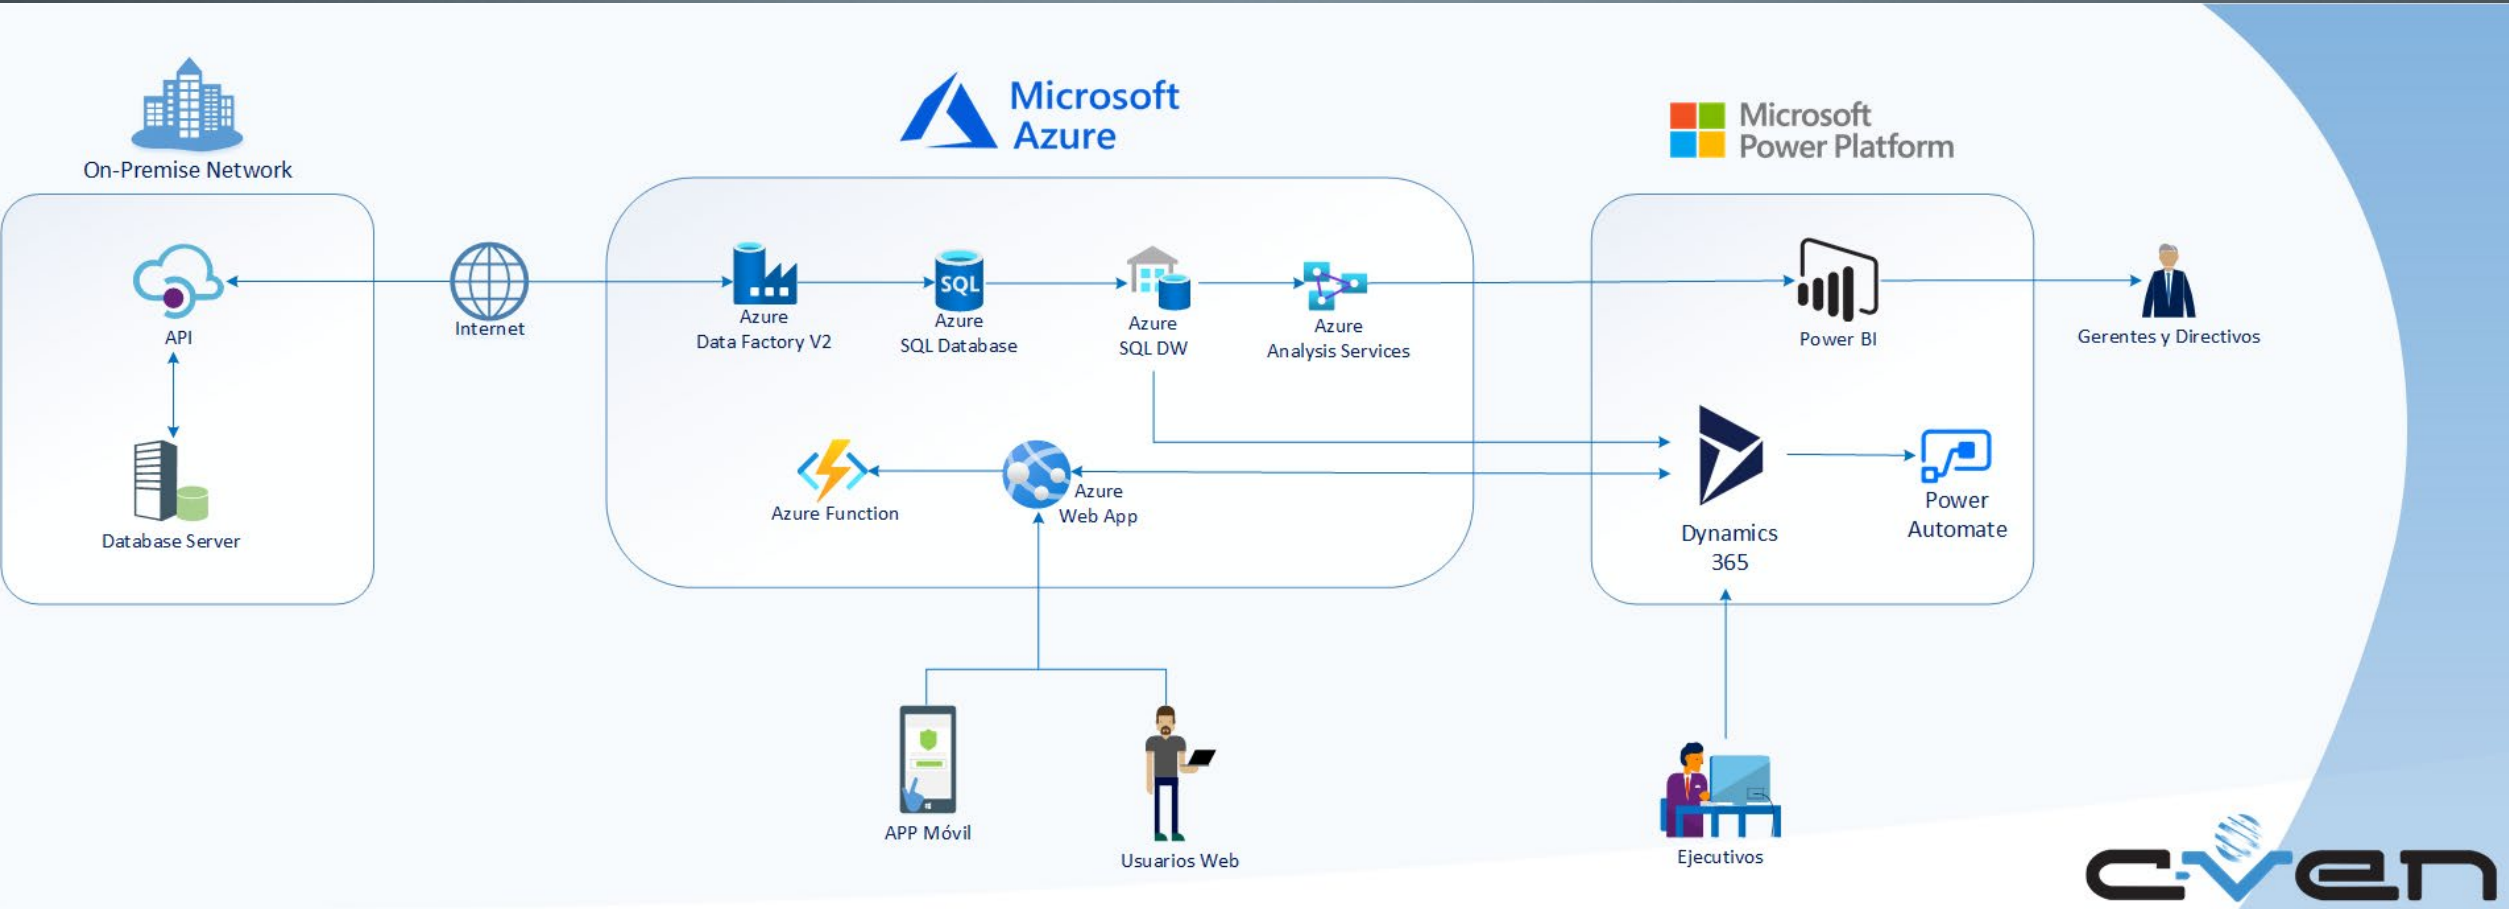 Microsoft
Azure
Microsoft
Power Platform
On-Premise Network
API
Database Server
Internet
Azure
Data Factory V2
SQL
Azure
SQL Database
Azure
SQL DW
Azure
Analysis Services
Azure Function
Azure
Web App
Power BI
Gerentes y Directivos
Dynamics
365
Power
Automate
APP Móvil
Usuarios Web
Ejecutivos
c-ven